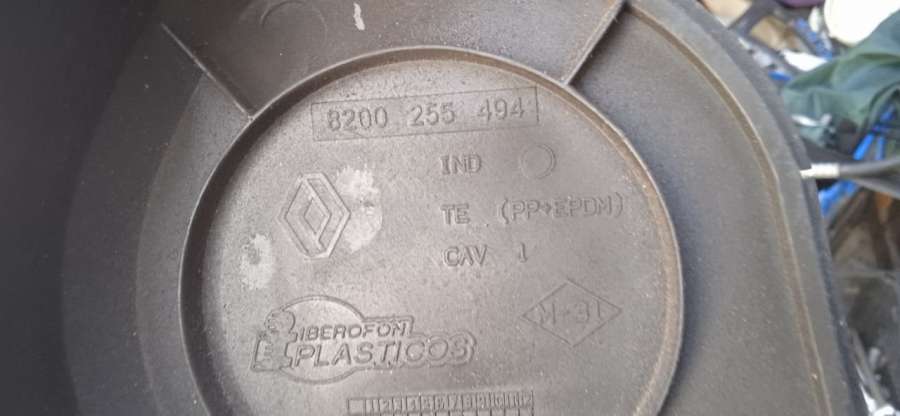 8200 255 494
IND
TE (PP+EPDM)
CAV 1
M-31
IBEROFON
PLASTICOS